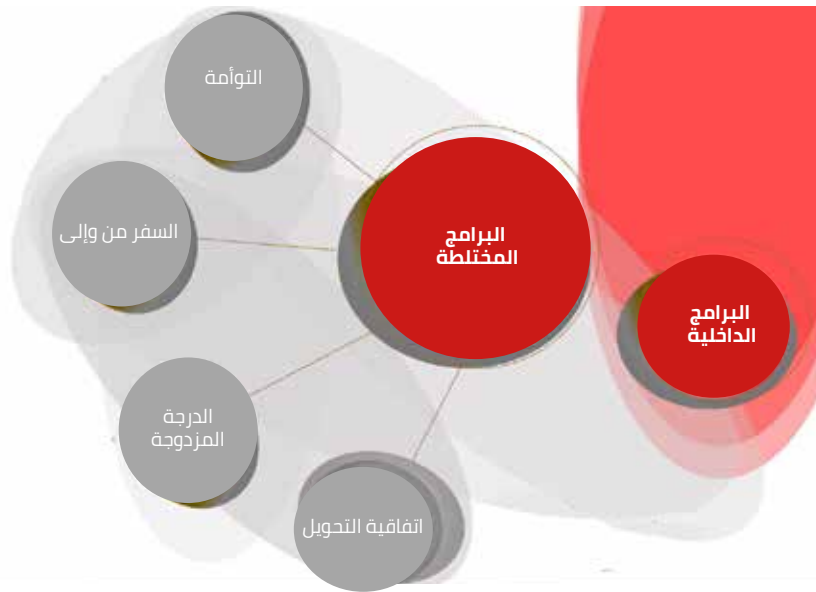 التوأمة
السفر من وإلى
البرامج
المختلطة
البرامج
الداخلية
الدرجة
المزدوجة
اتفاقية التحويل